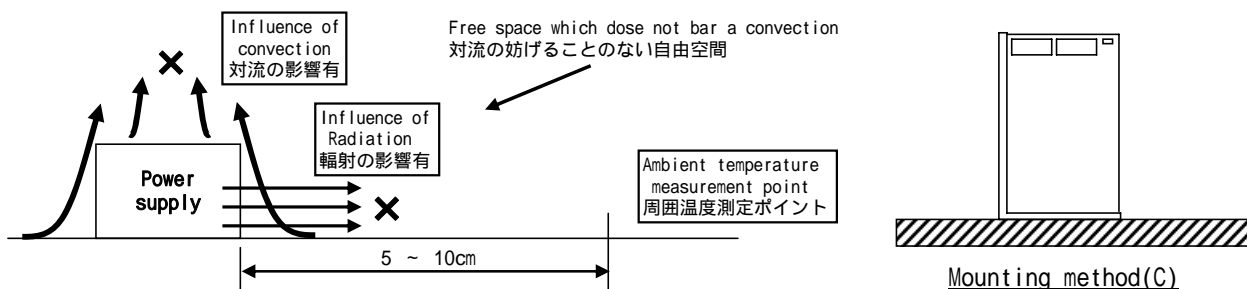 Influence of
convection
対流の影響有
Free space which dose not bar a convection
対流の妨げることのない自由空間
Influence of
Radiation
輻射の影響有
Power
supply
Ambient temperature
measurement point
周囲温度測定ポイント
5 ~ 10cm
Mounting method(C)